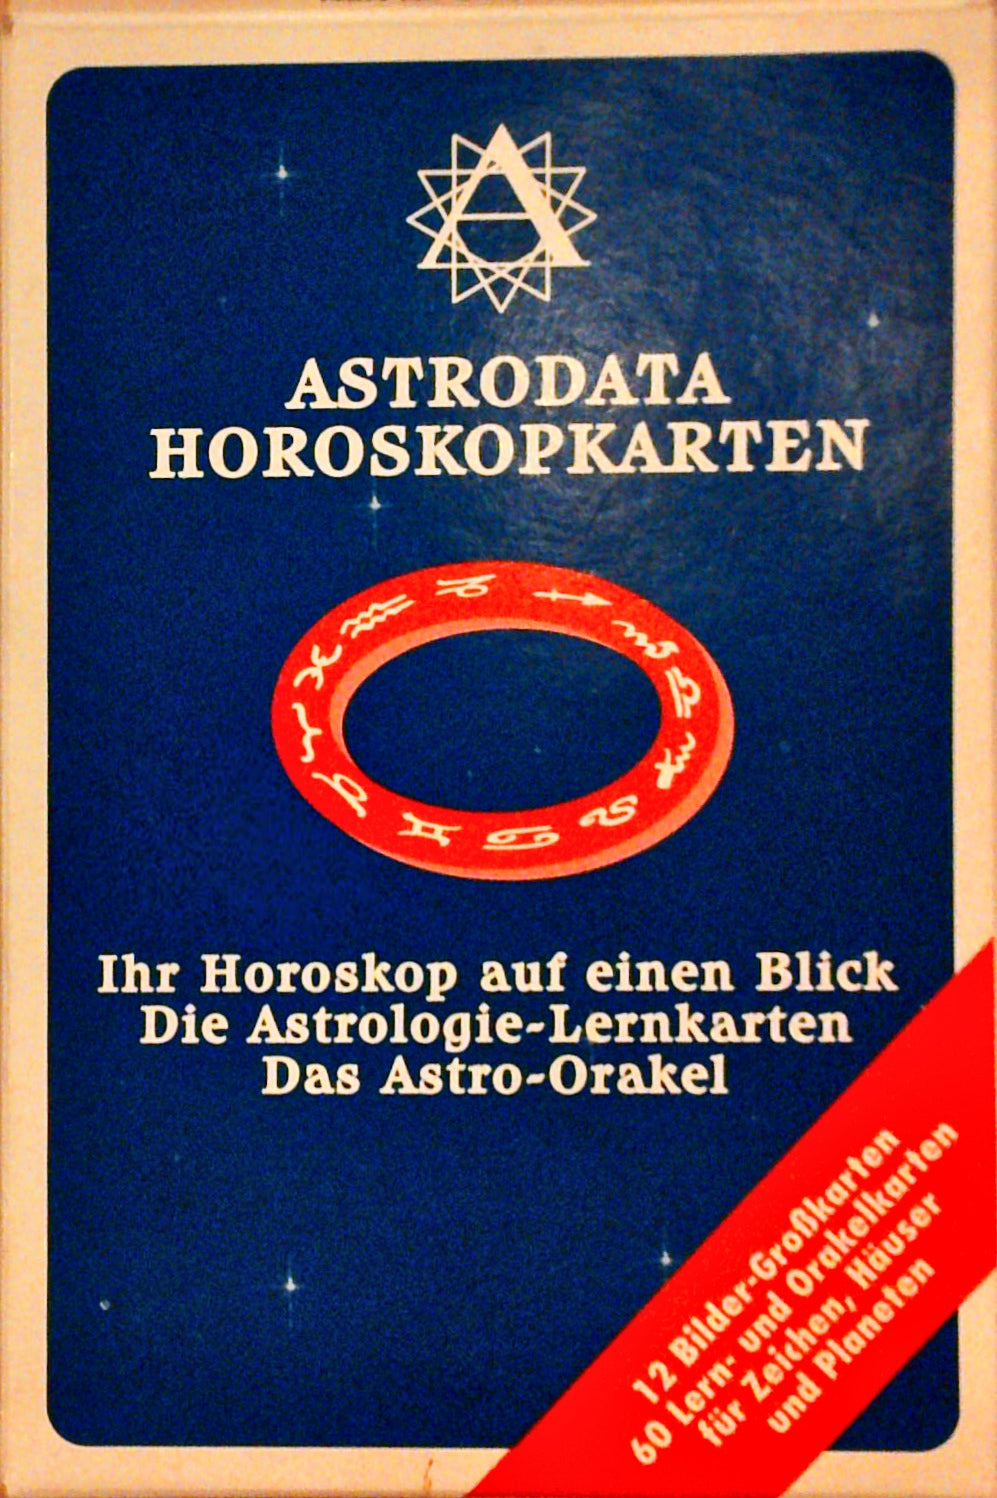 ASTRODATA
HOROSKOPKARTEN
Ihr Horoskop auf einen Blick
Die Astrologie-Lernkarten
Das Astro-Orakel
12 Bilder-Großkarten
60 Lern- und Orakelkarten
für Zeichen, Häuser
und Planeten